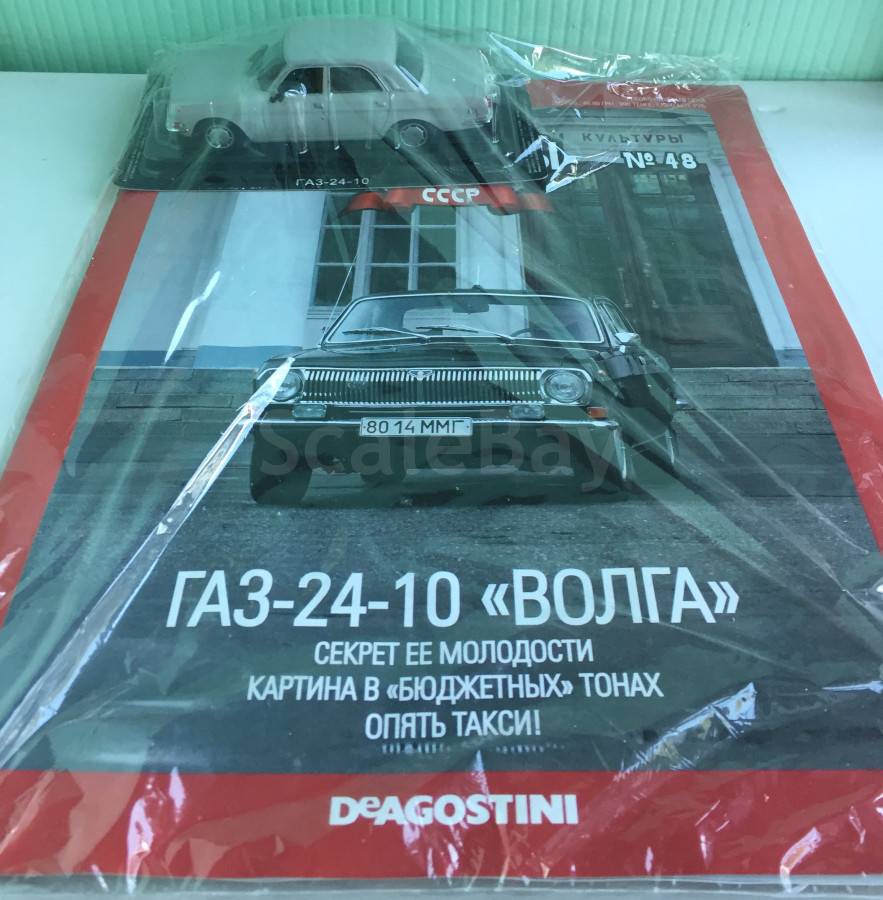 КУЛЬТУРЫ
№ 48
ГАЗ-24-10
СССР
80 14 ММГ
ScaleBay
ГАЗ-24-10 «ВОЛГА»
СЕКРЕТ ЕЕ МОЛОДОСТИ
КАРТИНА В «БЮДЖЕТНЫХ» ТОНАХ
ОПЯТЬ ТАКСИ!
DeAGOSTINI